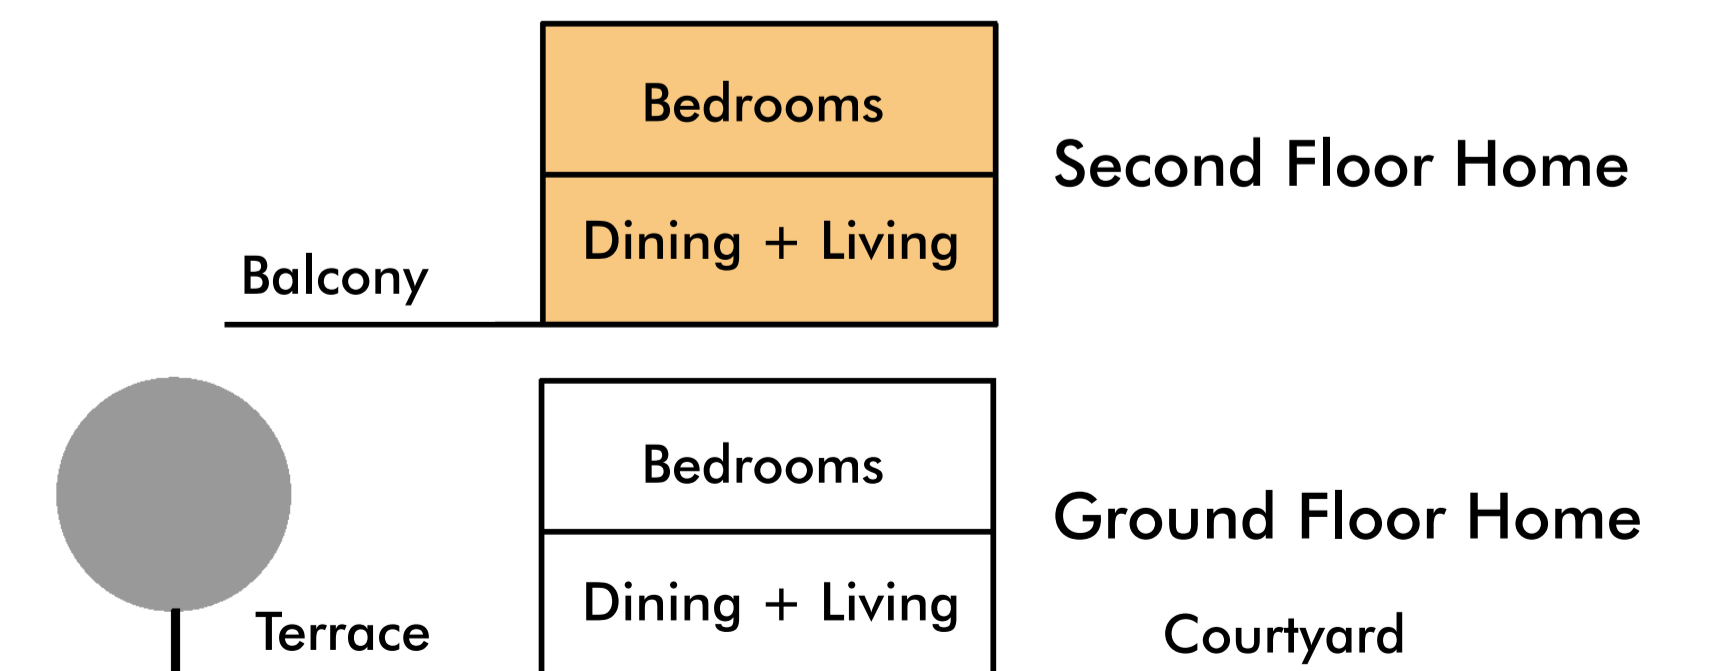 Bedrooms
Second Floor Home
Dining + Living
Balcony
Bedrooms
Ground Floor Home
Dining + Living
Terrace
Courtyard